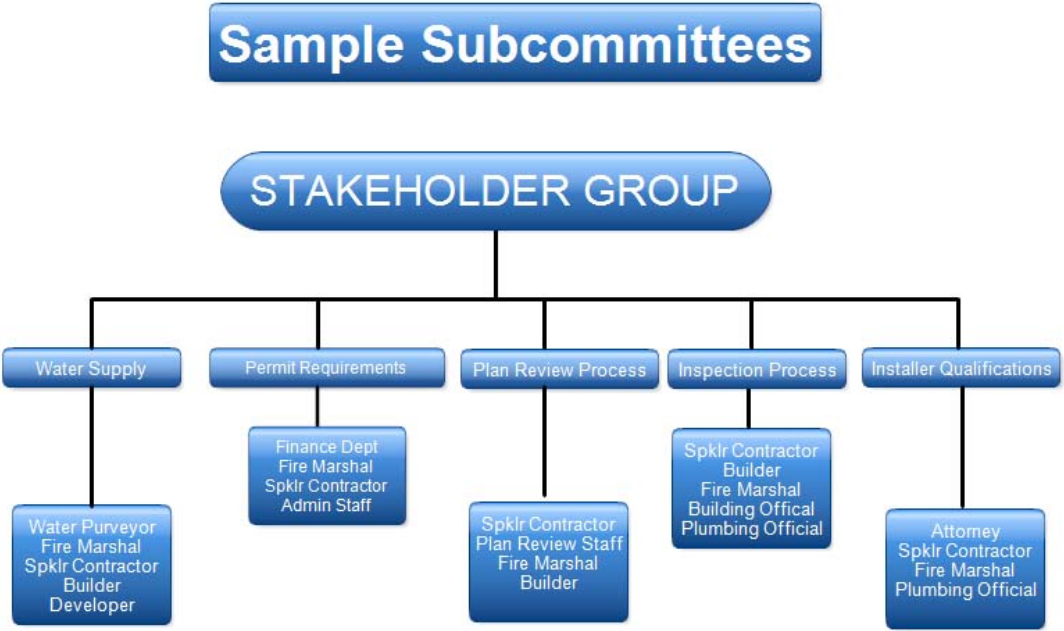 Sample Subcommittees
STAKEHOLDER GROUP
Water Supply
Permit Requirements
Plan Review Process
Inspection Process
Installer Qualifications
Water Purveyor
Fire Marshal
Spklr Contractor
Builder
Developer
Finance Dept
Fire Marshal
Spklr Contractor
Admin Staff
Spklr Contractor
Plan Review Staff
Fire Marshal
Builder
Spklr Contractor
Builder
Fire Marshal
Building Offical
Plumbing Official
Attorney
Spklr Contractor
Fire Marshal
Plumbing Official